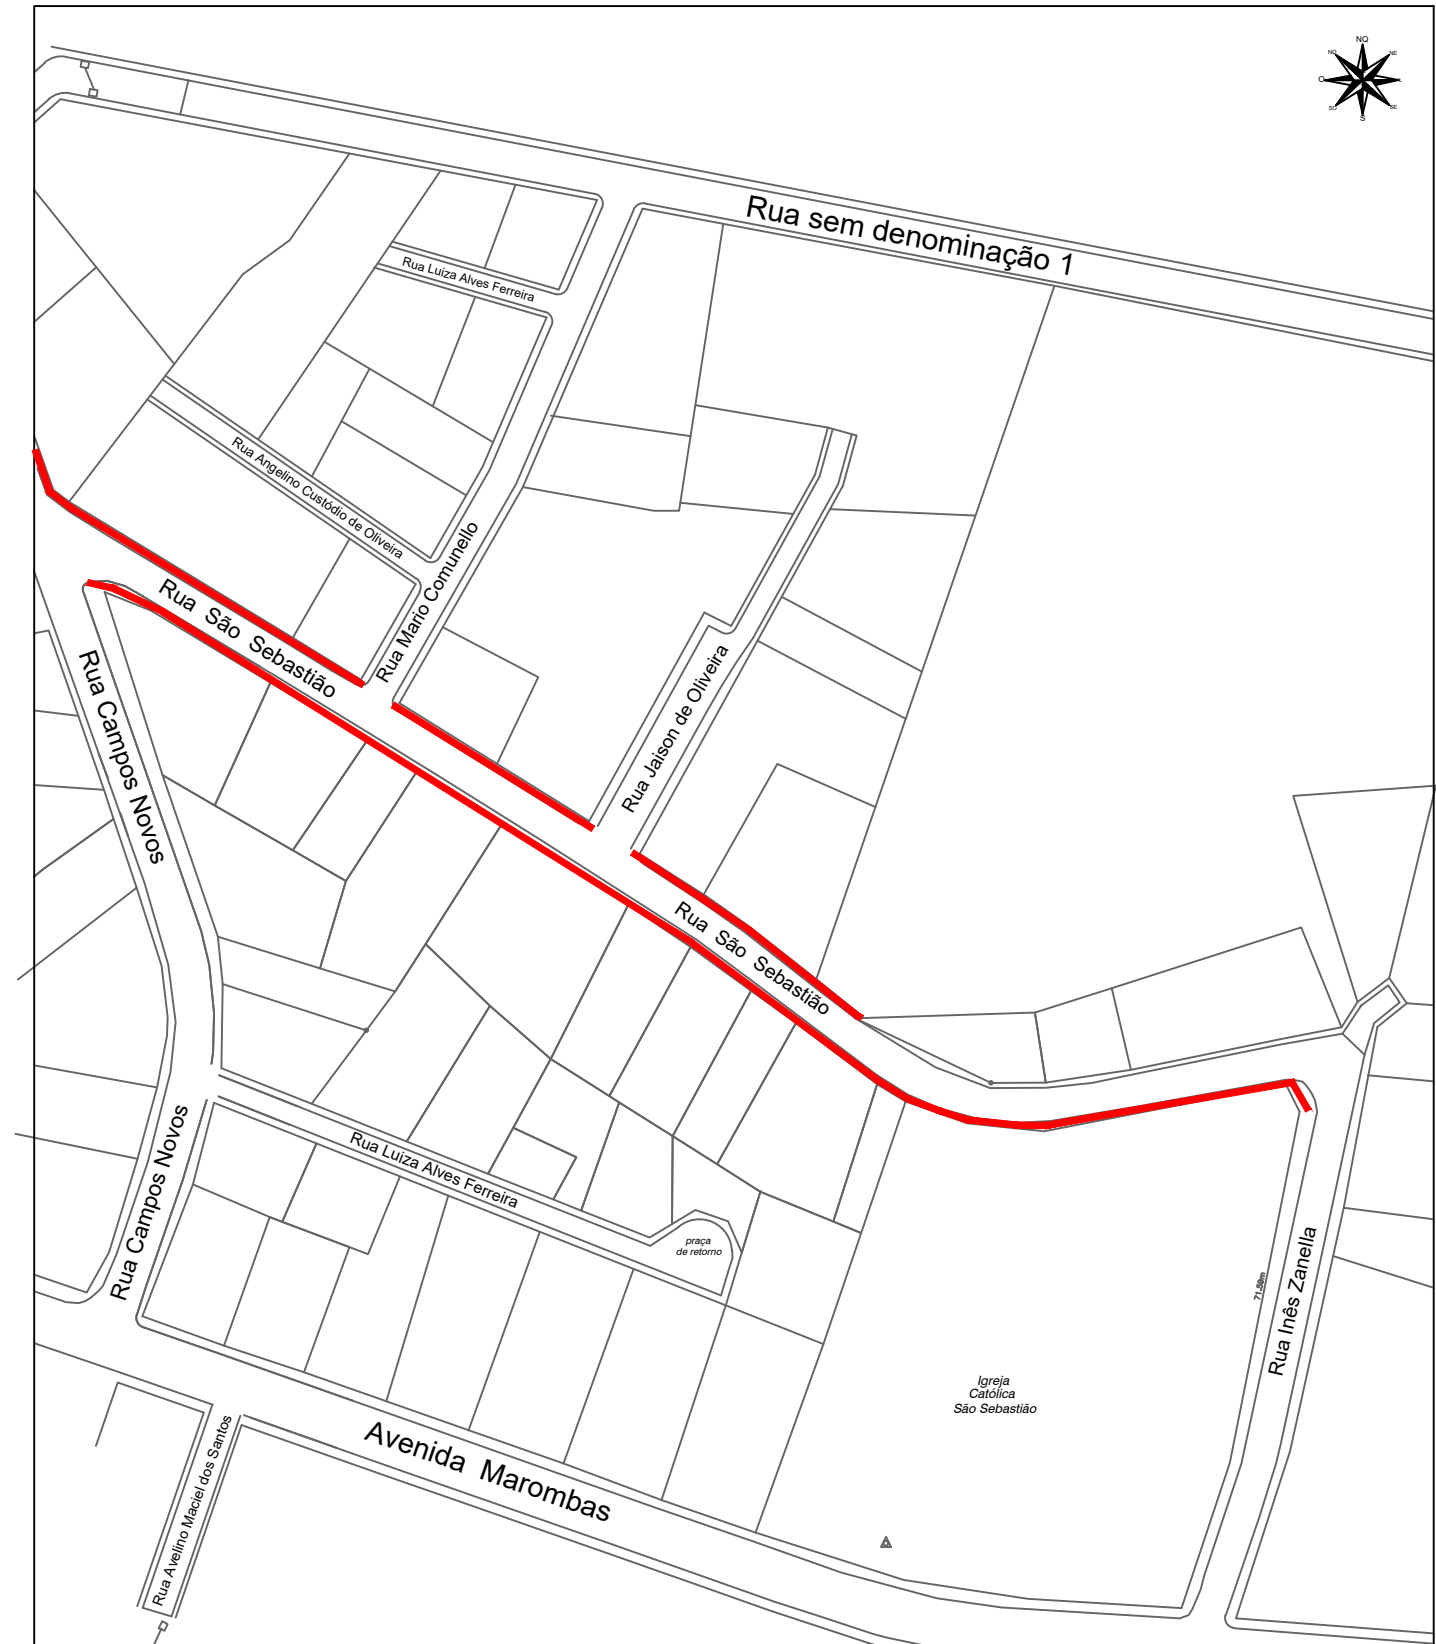 NQ
NO
NE
O
L
SO
SE
S
Rua sem denominação 1
Rua Luiza Alves Ferreira
Rua Angelino Custódio de Oliveira
Rua Mario Comunello
Rua São Sebastião
Rua Jaison de Oliveira
Rua Campos Novos
Rua São Sebastião
Rua Campos Novos
Rua Luiza Alves Ferreira
praça
de retorno
71.59m
Rua Inês Zanella
Igreja
Católica
São Sebastião
Avenida Marombas
Rua Avelino Maciel dos Santos